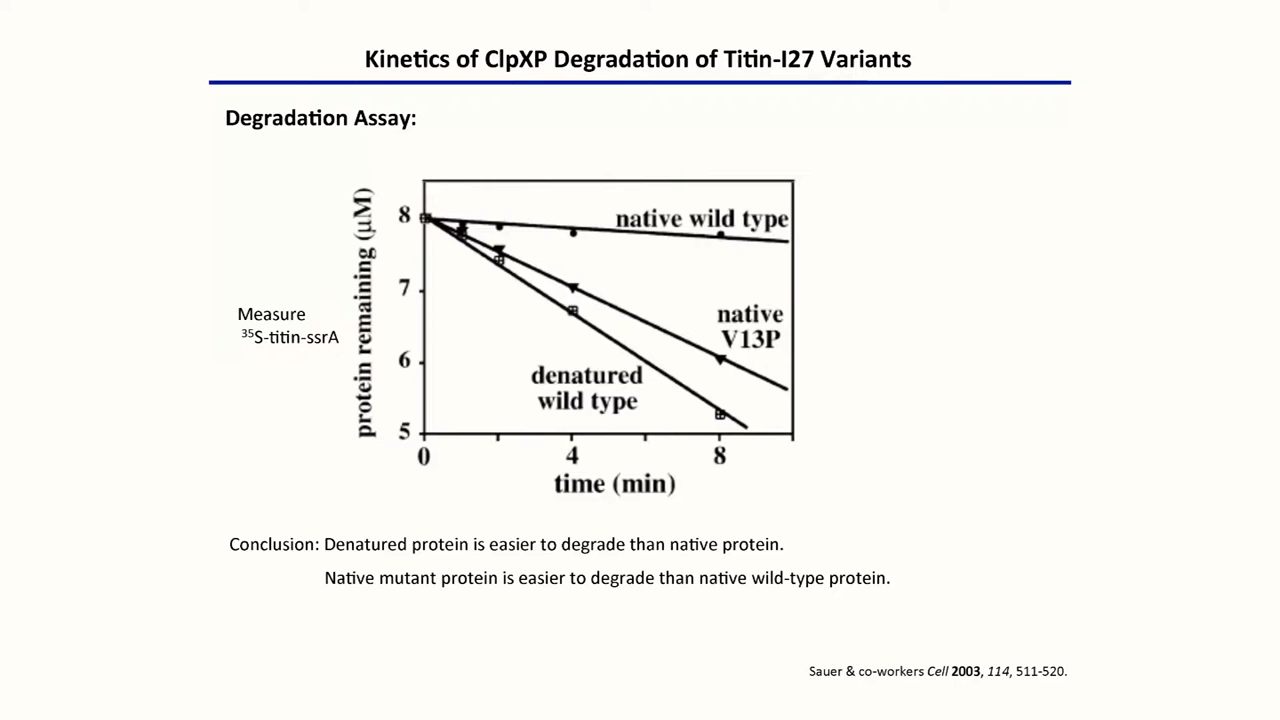 Kinetics of ClpXP Degradation of Titin-I27 Variants
Degradation Assay:
Measure
³⁵S-titin-ssrA
protein remaining (µM)
8
7
6
5
native wild type
native
V13P
denatured
wild type
0
4
8
time (min)
Conclusion: Denatured protein is easier to degrade than native protein.
Native mutant protein is easier to degrade than native wild-type protein.
Sauer & co-workers Cell 2003, 114, 511-520.